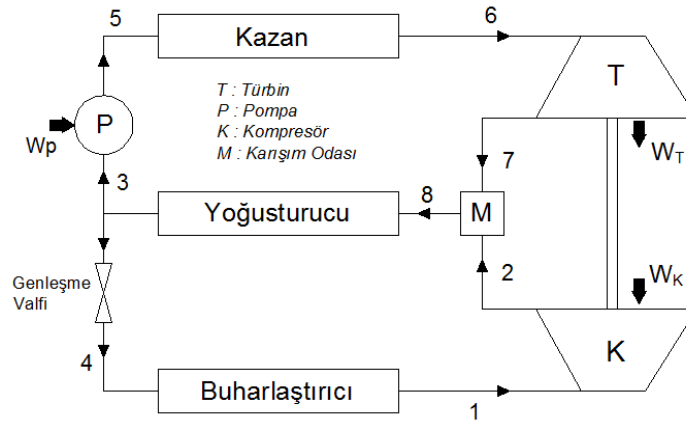 5
6
Kazan
T
T : Türbin
P : Pompa
K : Kompresör
M : Karışım Odası
P
Wp
W_T
7
3
8
Yoğusturucu
M
2
Genleşme
Valfi
W_K
4
K
Buharlaştırıcı
1